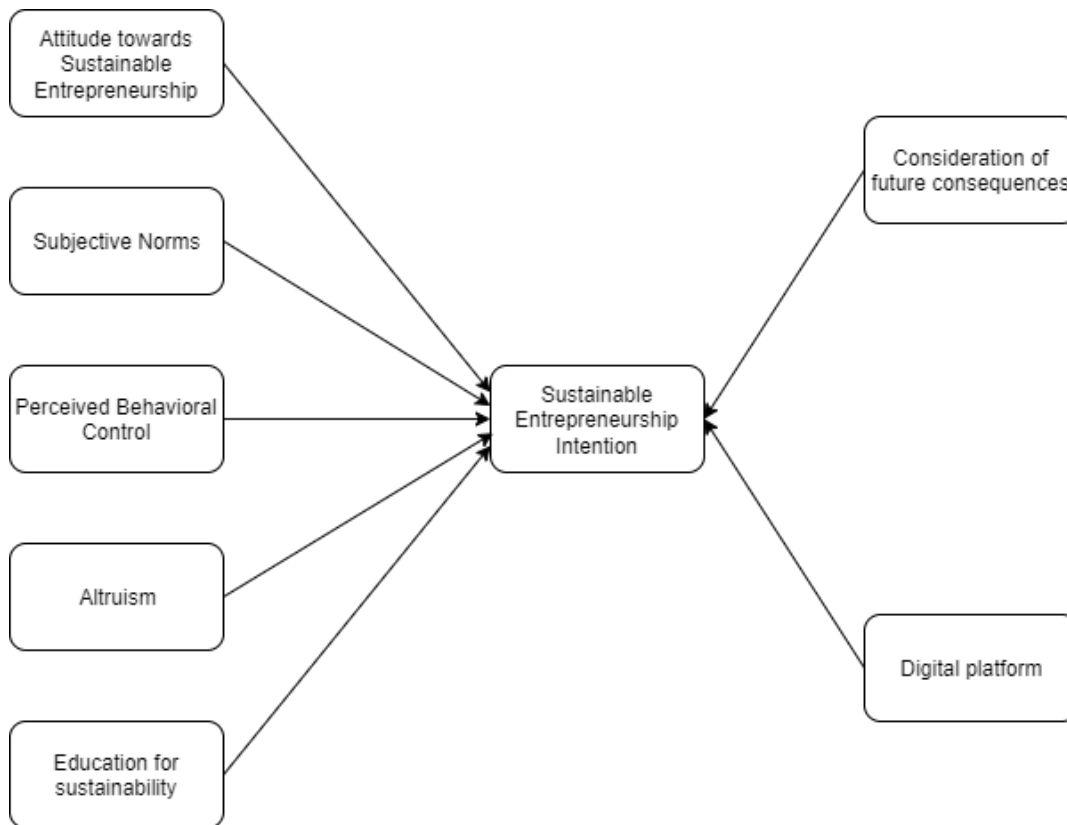 Attitude towards
Sustainable
Entrepreneurship
Subjective Norms
Perceived Behavioral
Control
Altruism
Education for
sustainability
Sustainable
Entrepreneurship
Intention
Consideration of
future consequences
Digital platform